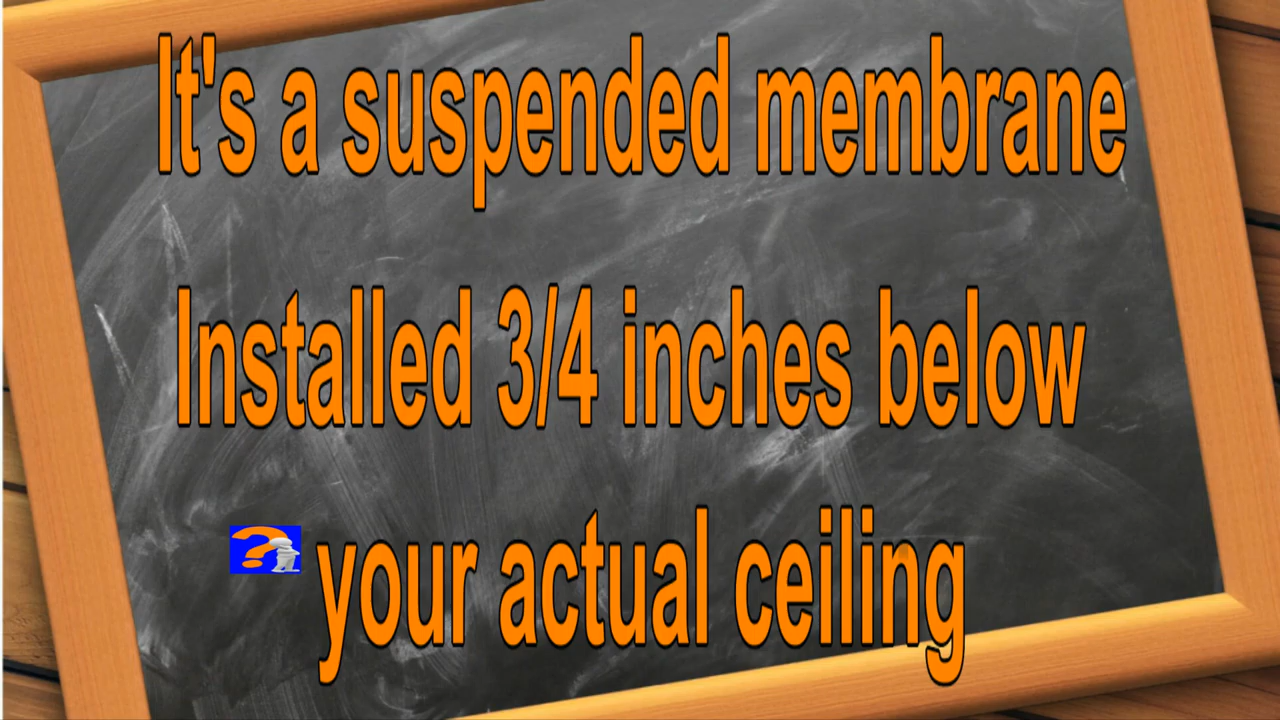 It's a suspended membrane
Installed 3/4 inches below
your actual ceiling